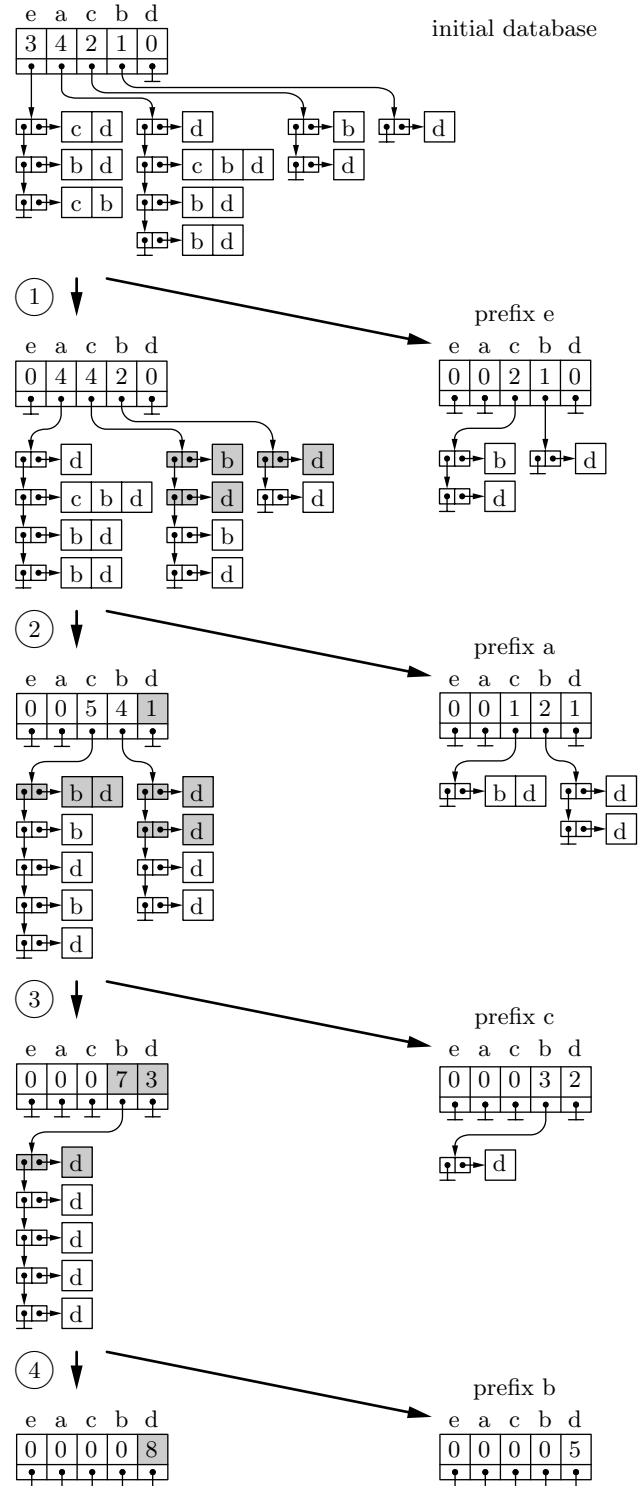 e a c b d
initial database
3 4 2 1 0
c d d b d
b d c b d d
c b b d
b d
1
prefix e
e a c b d e a c b d
0 4 4 2 0 0 0 2 1 0
d b d b d
c b d d d d
b d b
b d d
2
prefix a
e a c b d e a c b d
0 0 5 4 1 0 0 1 2 1
b d d b d d
b d d
d d
b d
d
3
prefix c
e a c b d e a c b d
0 0 0 7 3 0 0 0 3 2
d d
d
d
d
d
4
prefix b
e a c b d e a c b d
0 0 0 0 8 0 0 0 0 5